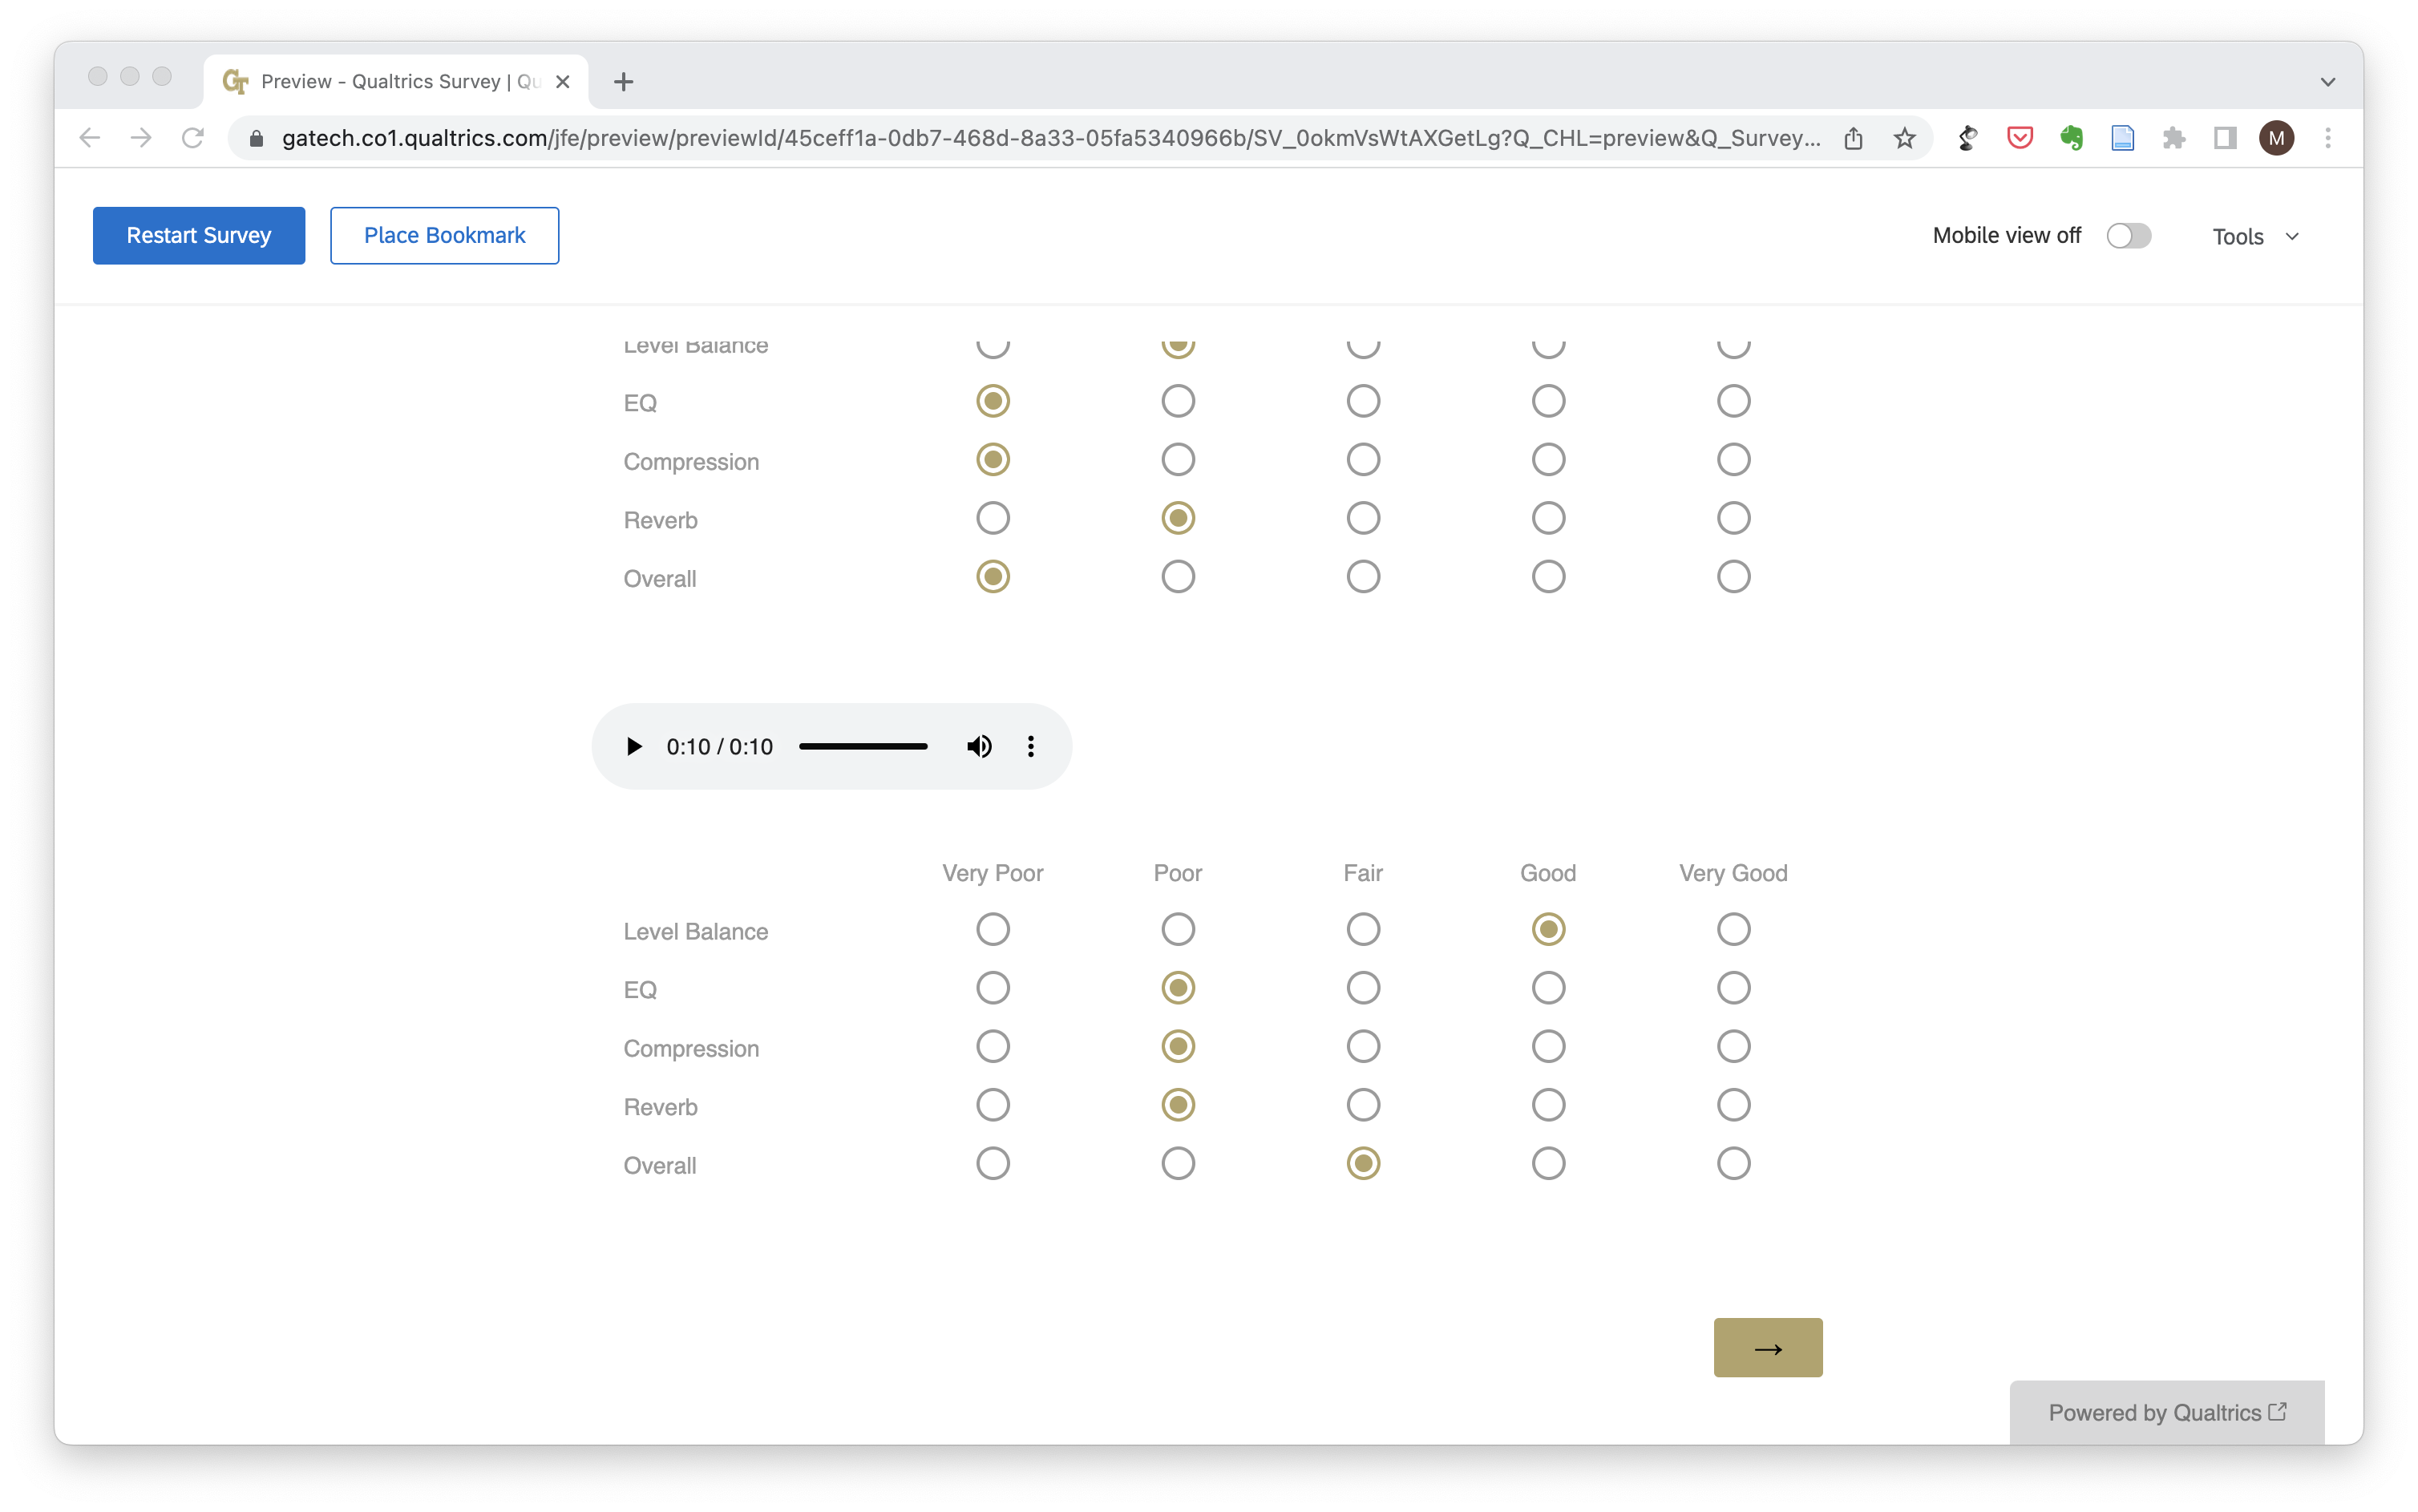 Preview - Qualtrics Survey | Qu
gatech.co1.qualtrics.com/jfe/preview/previewId/45ceff1a-0db7-468d-8a33-05fa5340966b/SV_0okmVsWtAXGetLg?Q_CHL=preview&Q_Survey...
M
Restart Survey
Place Bookmark
Mobile view off
Tools
Level Balance
EQ
Compression
Reverb
Overall
0:10 / 0:10
Very Poor Poor Fair Good Very Good
Level Balance
EQ
Compression
Reverb
Overall
→
Powered by Qualtrics